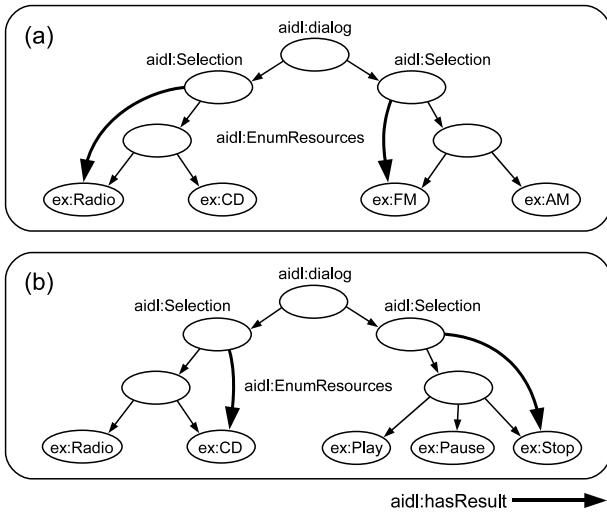 (a)
aidl:dialog
aidl:Selection
aidl:Selection
aidl:EnumResources
ex:Radio
ex:CD
ex:FM
ex:AM
(b)
aidl:dialog
aidl:Selection
aidl:Selection
aidl:EnumResources
ex:Radio
ex:CD
ex:Play
ex:Pause
ex:Stop
aidl:hasResult